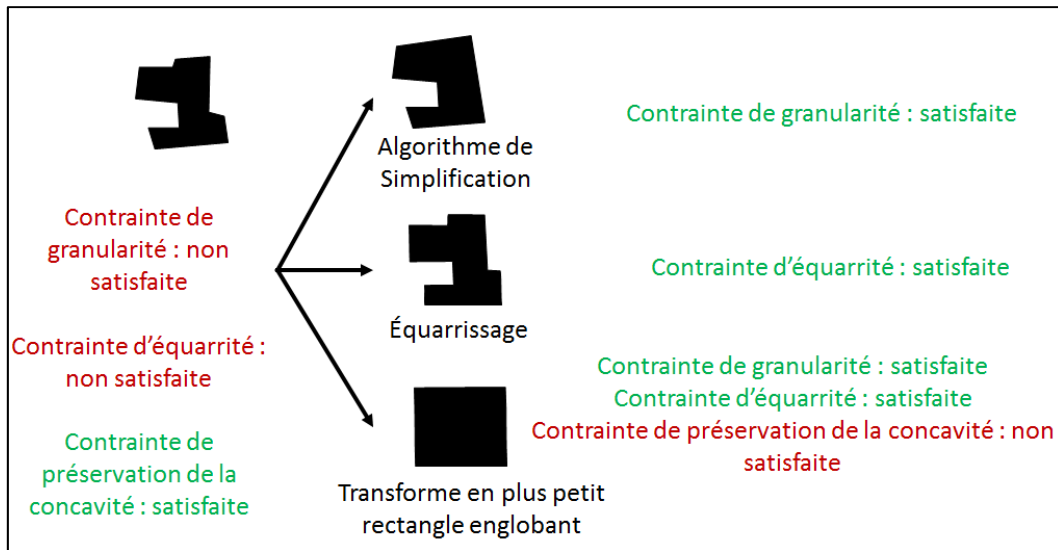 Contrainte de
granularité : non
satisfaite
Contrainte d'équarrité :
non satisfaite
Contrainte de
préservation de la
concavité : satisfaite
Algorithme de
Simplification
Contrainte de granularité : satisfaite
Équarrissage
Contrainte d'équarrité : satisfaite
Transforme en plus petit
rectangle englobant
Contrainte de granularité : satisfaite
Contrainte d'équarrité : satisfaite
Contrainte de préservation de la concavité : non
satisfaite